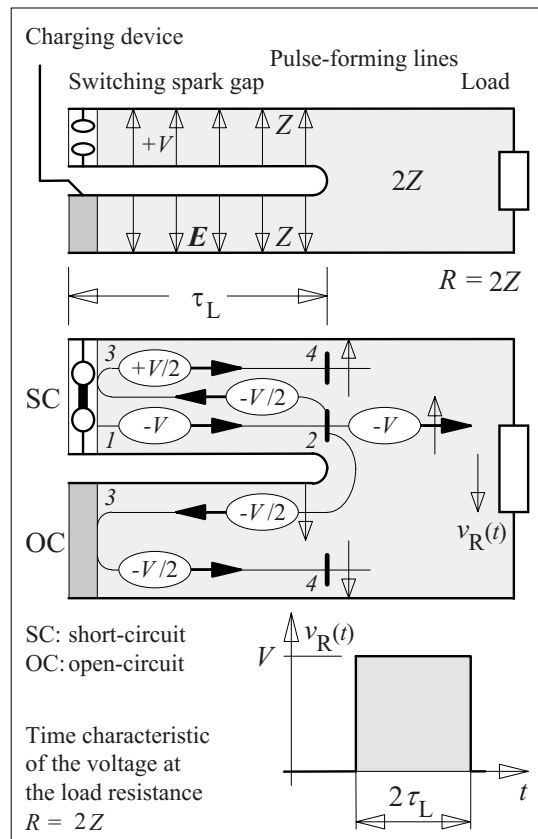 Charging device
Pulse-forming lines
Switching spark gap
Load
+V
Z
2Z
E
Z
R = 2Z
τL
3
+V/2
4
SC
-V/2
1
-V
2
-V
3
-V/2
vR(t)
OC
-V/2
4
SC: short-circuit
OC: open-circuit
vR(t)
V
Time characteristic
of the voltage at
the load resistance
R = 2Z
t
2τL